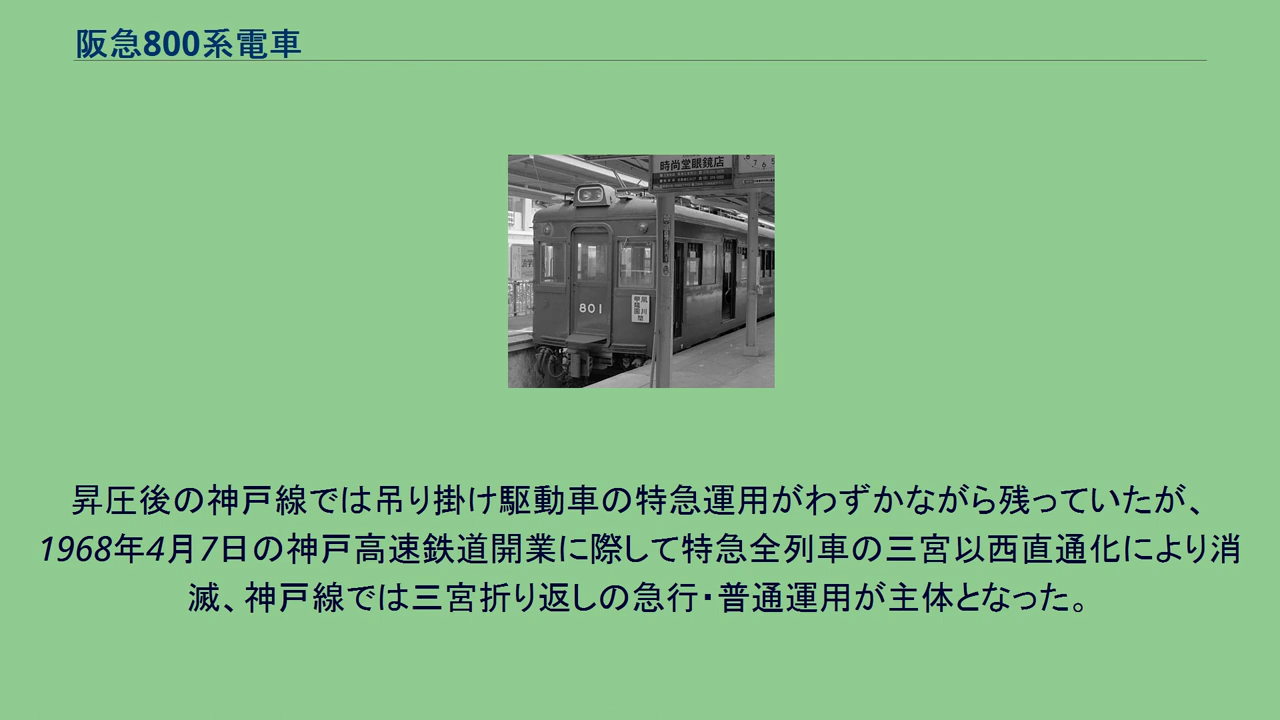 阪急800系電車
時尚堂眼鏡店
801
昇圧後の神戸線では吊り掛け駆動車の特急運用がわずかながら残っていたが、
1968年4月7日の神戸高速鉄道開業に際して特急全列車の三宮以西直通化により消
滅、神戸線では三宮折り返しの急行・普通運用が主体となった。